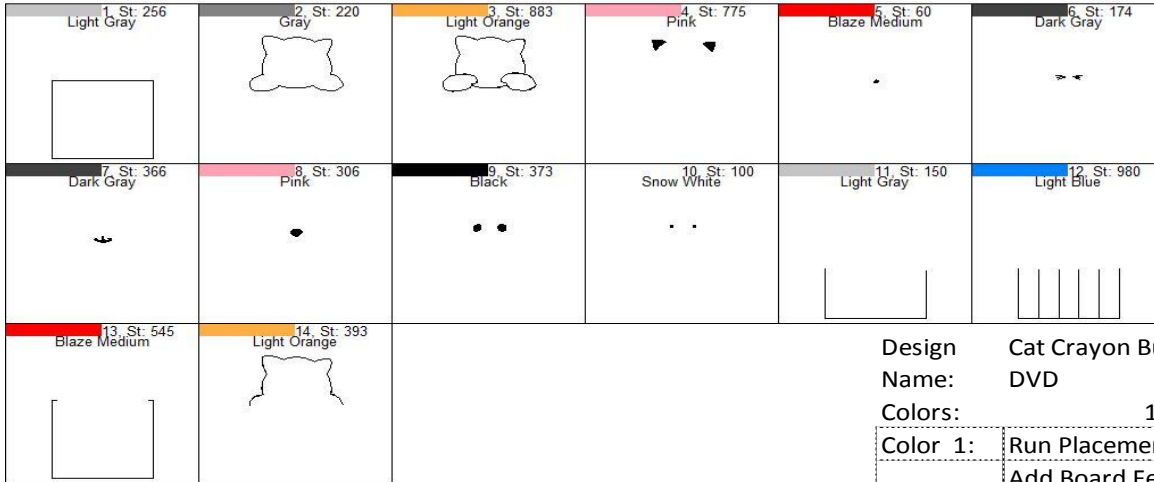 1, St: 256
Light Gray
2, St: 220
Gray
3, St: 883
Light Orange
4, St: 775
Pink
5, St: 60
Blaze Medium
6, St: 174
Dark Gray
7, St: 366
Dark Gray
8, St: 306
Pink
9, St: 373
Black
10, St: 100
Snow White
11, St: 150
Light Gray
12, St: 980
Light Blue
13, St: 545
Blaze Medium
14, St: 393
Light Orange
Design Cat Crayon
Name: DVD
Colors:
Color 1: Run
Add Board